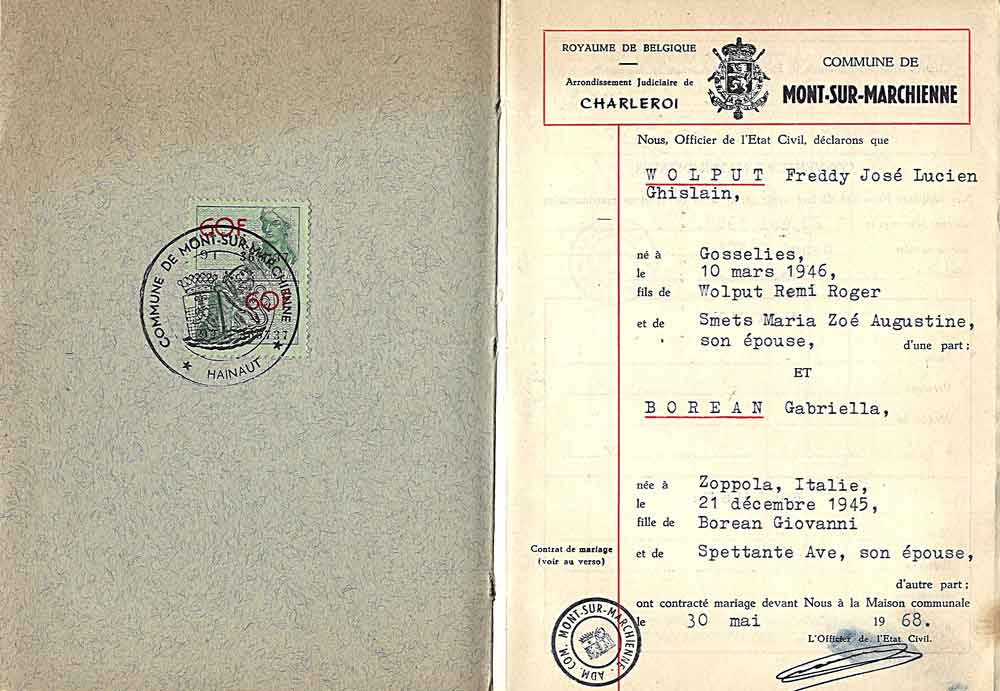 60F
60F
COMMUNE DE MONT-SUR-MARCHIENNE
HAINAUT
ROYAUME DE BELGIQUE
Arrondissement Judiciaire de
CHARLEROI
COMMUNE DE
MONT-SUR-MARCHIENNE
Nous, Officier de l'Etat Civil, déclarons que
WOLPUT Freddy José Lucien
Ghislain,
né à Gosselies,
le 10 mars 1946,
fils de Wolput Remi Roger
et de Smets Maria Zoé Augustine,
son épouse, d'une part ;
ET
BOREAN Gabriella,
née à Zoppola, Italie,
le 21 décembre 1945,
fille de Borean Giovanni
Contrat de mariage
(voir au verso)
et de Spettante Ave, son épouse,
d'autre part ;
ont contracté mariage devant Nous à la Maison communale
le 30 mai 1968.
L'Officier de l'Etat Civil.
ADM. COM. MONT-SUR-MARCHIENNE